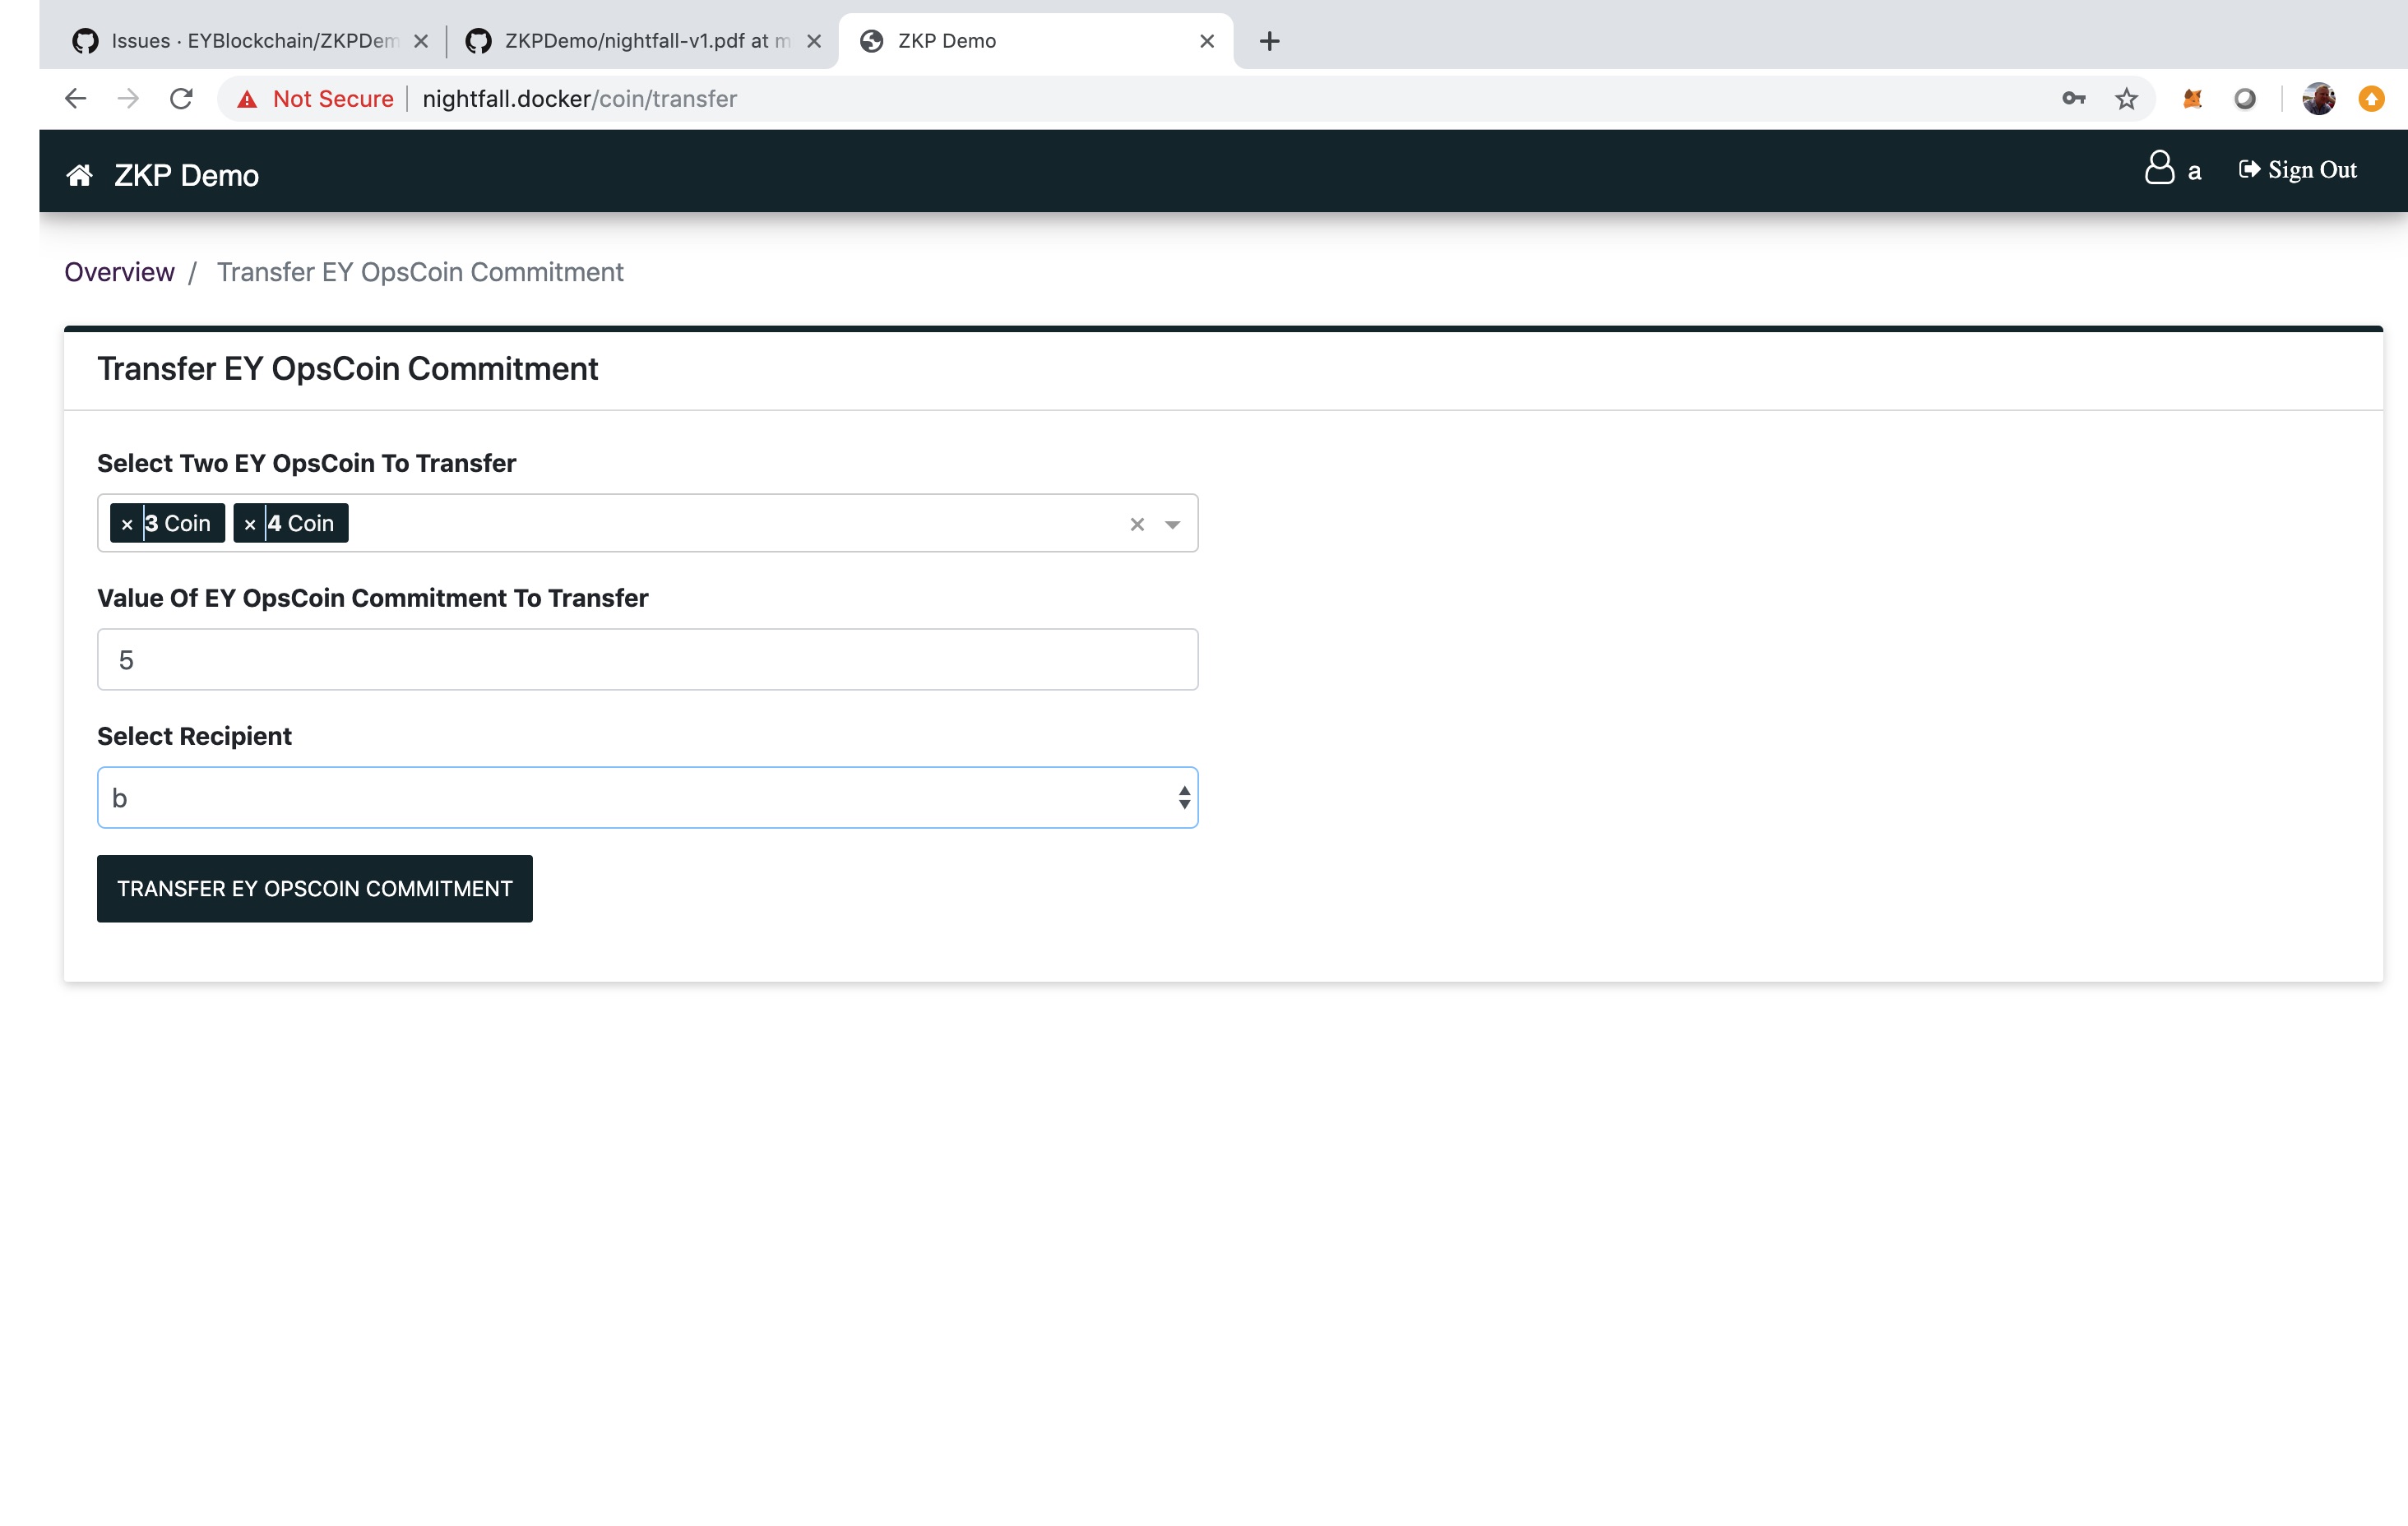 Issues · EYBlockchain/ZKPDem
ZKPDemo/nightfall-v1.pdf at m
ZKP Demo
Not Secure
nightfall.docker/coin/transfer
ZKP Demo
a
Sign Out
Overview / Transfer EY OpsCoin Commitment
Transfer EY OpsCoin Commitment
Select Two EY OpsCoin To Transfer
× 3 Coin × 4 Coin
Value Of EY OpsCoin Commitment To Transfer
5
Select Recipient
b
TRANSFER EY OPSCOIN COMMITMENT